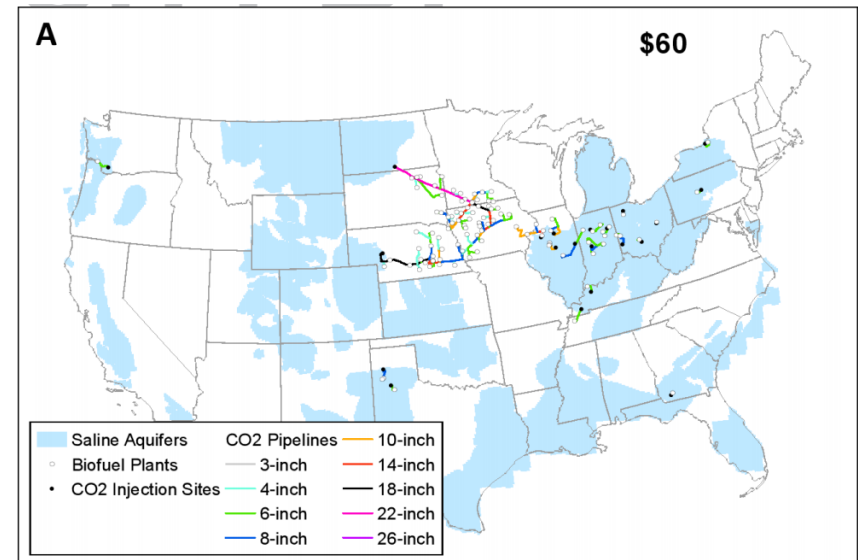 A
$60
Saline Aquifers
Biofuel Plants
CO2 Injection Sites
CO2 Pipelines
3-inch
4-inch
6-inch
8-inch
10-inch
14-inch
18-inch
22-inch
26-inch